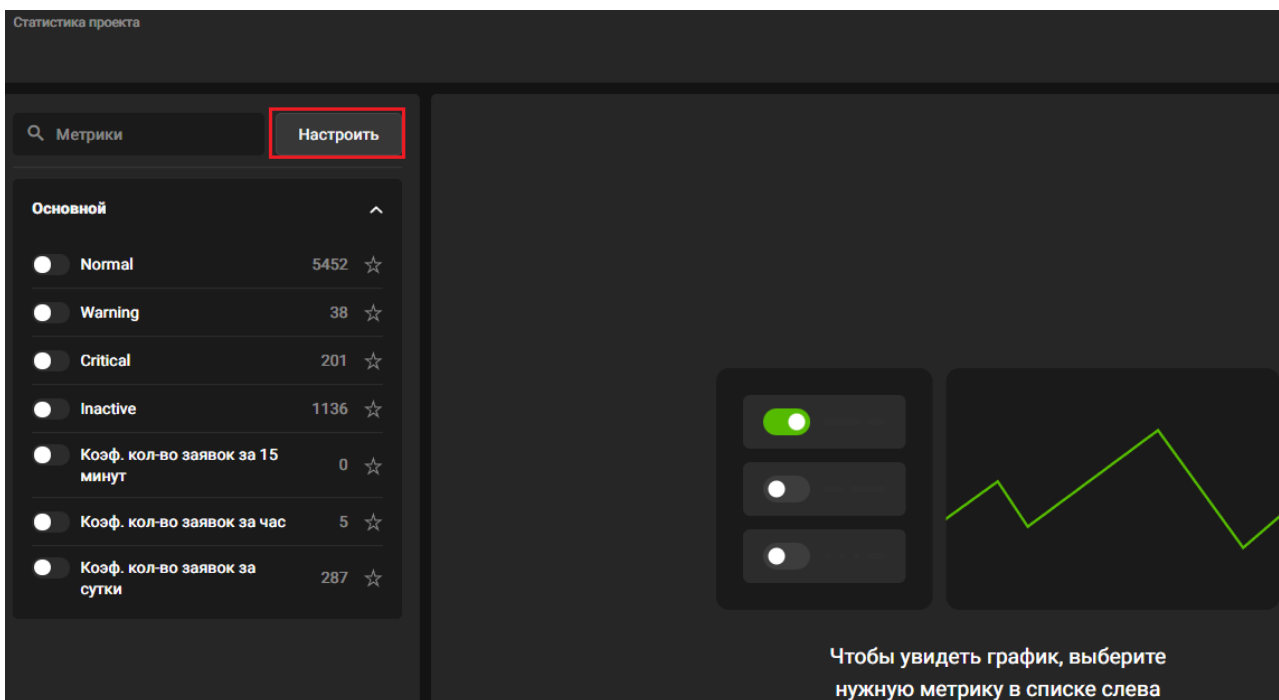 Статистика проекта
Метрики
Настроить
Основной
Normal 5452
Warning 38
Critical 201
Inactive 1136
Коэф. кол-во заявок за 15
минут 0
Коэф. кол-во заявок за час 5
Коэф. кол-во заявок за
сутки 287
Чтобы увидеть график, выберите
нужную метрику в списке слева